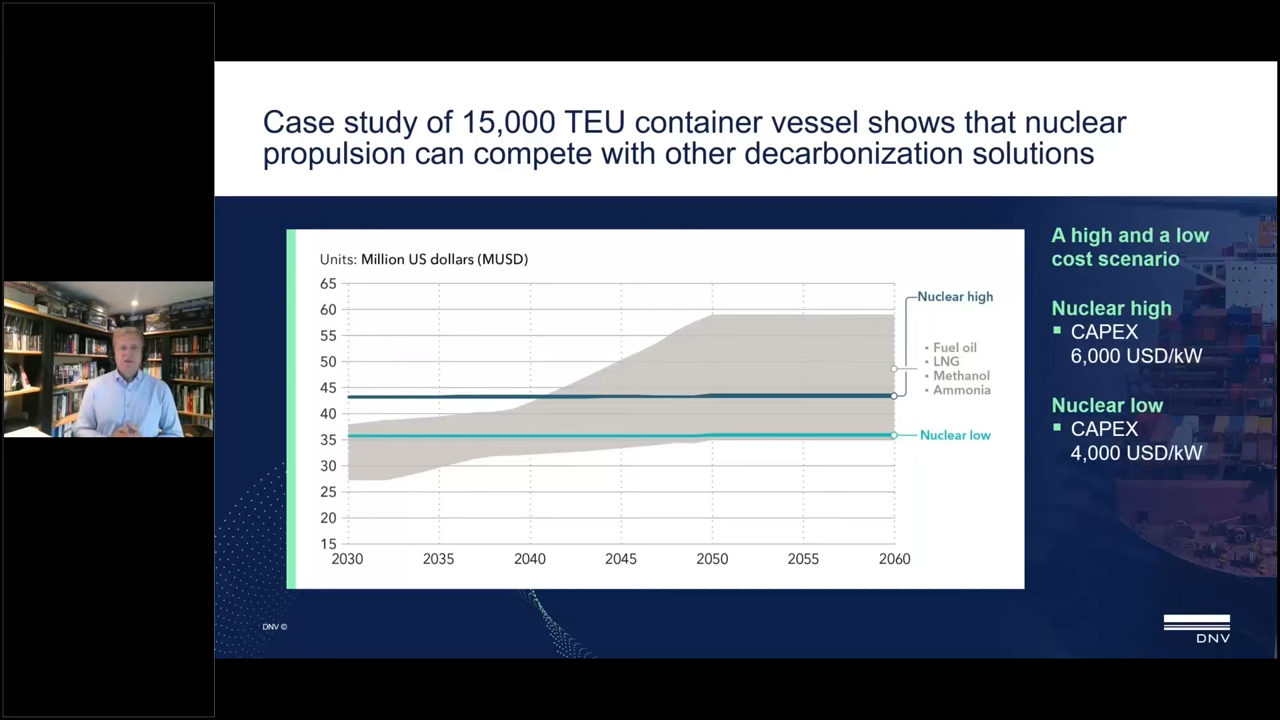 Case study of 15,000 TEU container vessel shows that nuclear
propulsion can compete with other decarbonization solutions
Units: Million US dollars (MUSD)
65
60
55
50
45
40
35
30
25
20
15
2030
2035
2040
2045
2050
2055
2060
Nuclear high
• Fuel oil
• LNG
• Methanol
• Ammonia
Nuclear low
A high and a low
cost scenario
Nuclear high
▪ CAPEX
6,000 USD/kW
Nuclear low
▪ CAPEX
4,000 USD/kW
DNV ©
DNV